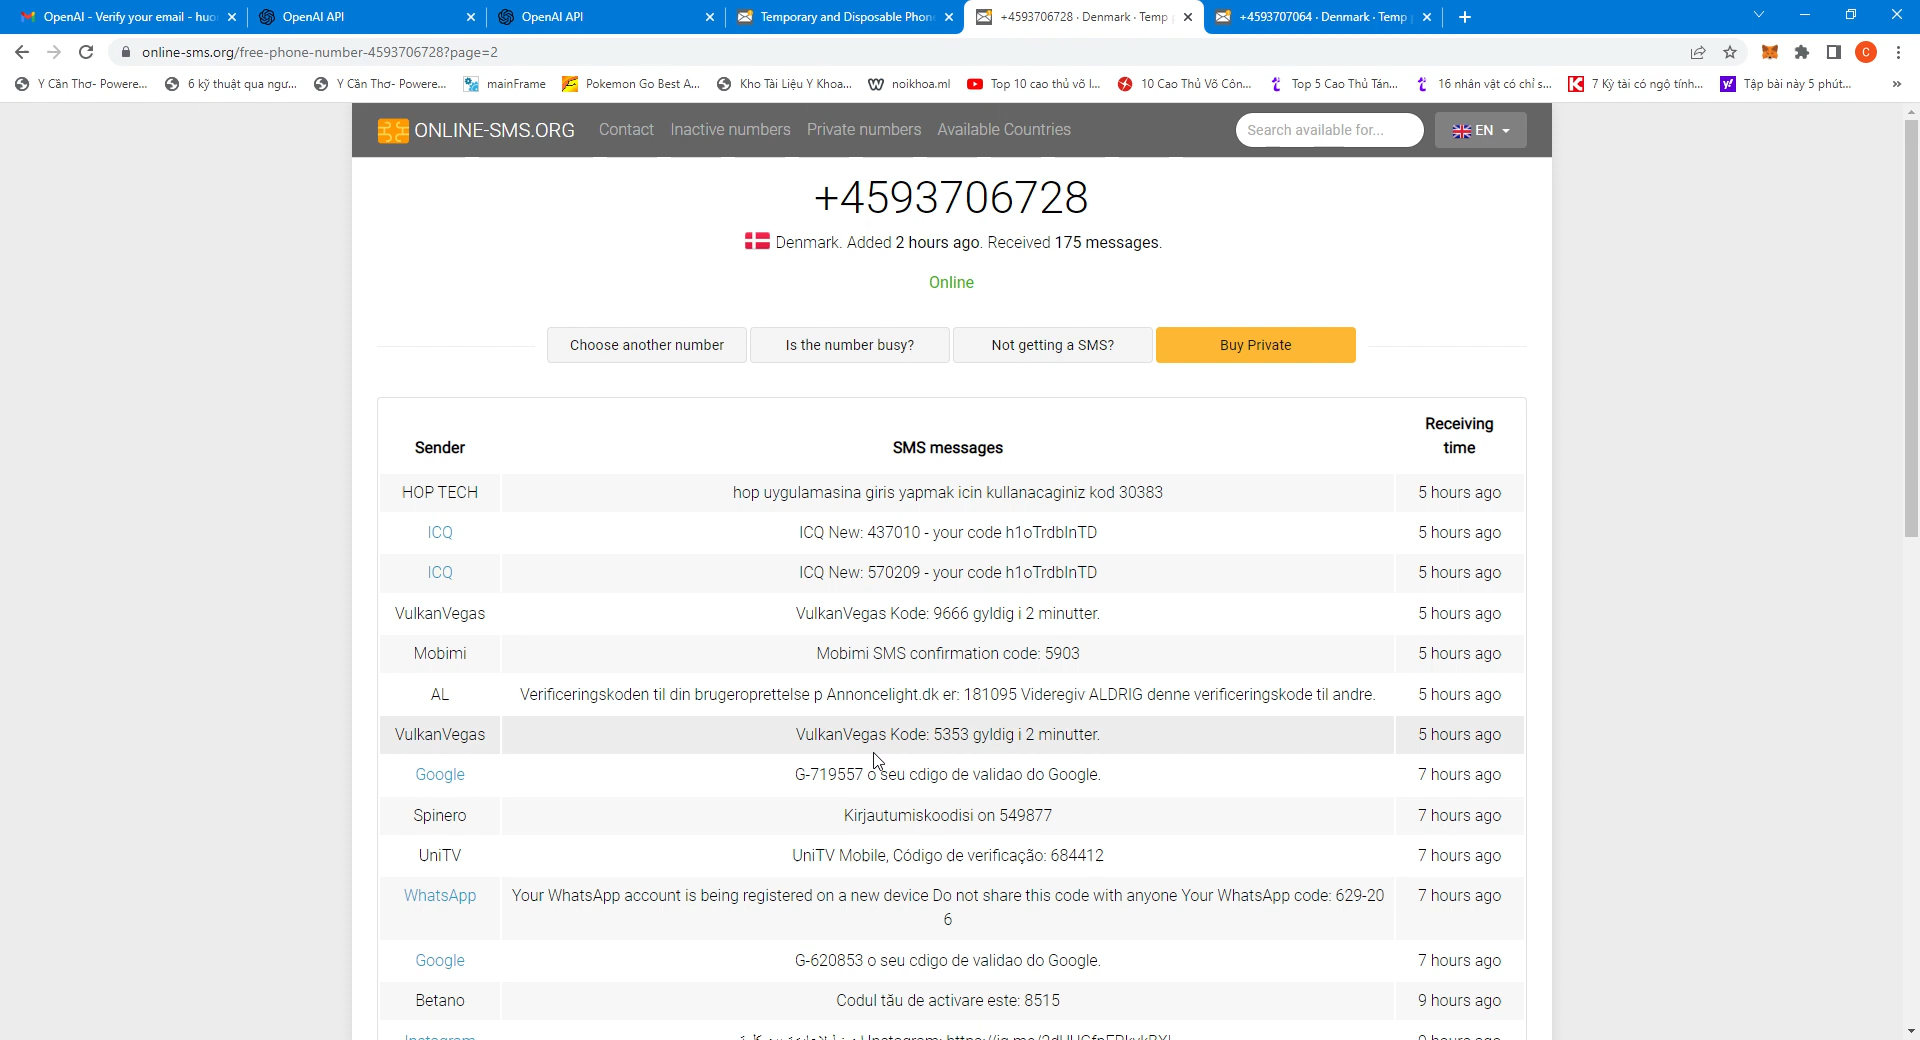 OpenAI - Verify your email - huo
OpenAI API
OpenAI API
Temporary and Disposable Phon
+4593706728 · Denmark · Temp
+4593707064 · Denmark · Temp
online-sms.org/free-phone-number-4593706728?page=2
C
Y Cần Thơ- Powere...
6 kỹ thuật qua ngư...
Y Cần Thơ- Powere...
mainFrame
Pokemon Go Best A...
Kho Tài Liệu Y Khoa...
noikhoa.ml
Top 10 cao thủ võ l...
10 Cao Thủ Võ Côn...
Top 5 Cao Thủ Tán...
16 nhân vật có chỉ s...
7 Kỳ tài có ngộ tính...
Tập bài này 5 phút...
»
ONLINE-SMS.ORG
Contact
Inactive numbers
Private numbers
Available Countries
Search available for...
EN
+4593706728
Denmark. Added 2 hours ago. Received 175 messages.
Online
Choose another number
Is the number busy?
Not getting a SMS?
Buy Private
Sender
SMS messages
Receiving
time
HOP TECH
hop uygulamasina giris yapmak icin kullanacaginiz kod 30383
5 hours ago
ICQ
ICQ New: 437010 - your code h1oTrdbInTD
5 hours ago
ICQ
ICQ New: 570209 - your code h1oTrdbInTD
5 hours ago
VulkanVegas
VulkanVegas Kode: 9666 gyldig i 2 minutter.
5 hours ago
Mobimi
Mobimi SMS confirmation code: 5903
5 hours ago
AL
Verificeringskoden til din brugeroprettelse p Annoncelight.dk er: 181095 Videregiv ALDRIG denne verificeringskode til andre.
5 hours ago
VulkanVegas
VulkanVegas Kode: 5353 gyldig i 2 minutter.
5 hours ago
Google
G-719557 o seu cdigo de validao do Google.
7 hours ago
Spinero
Kirjautumiskoodisi on 549877
7 hours ago
UniTV
UniTV Mobile, Código de verificação: 684412
7 hours ago
WhatsApp
Your WhatsApp account is being registered on a new device Do not share this code with anyone Your WhatsApp code: 629-20
6
7 hours ago
Google
G-620853 o seu cdigo de validao do Google.
7 hours ago
Betano
Codul tău de activare este: 8515
9 hours ago
Instagram
9 hours ago